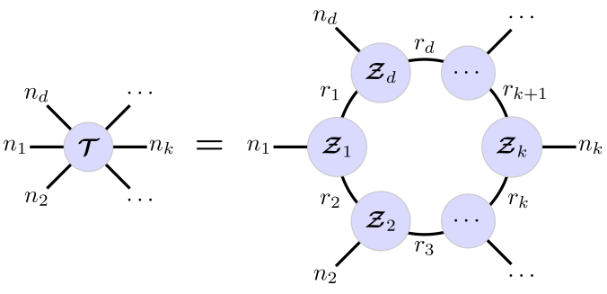 n_d
...
n_1
𝓣
n_k
n_2
...
=
n_d
...
r_d
𝓩_d
...
r_1
r_{k+1}
n_1
𝓩_1
𝓩_k
n_k
r_2
r_k
𝓩_2
...
r_3
n_2
...